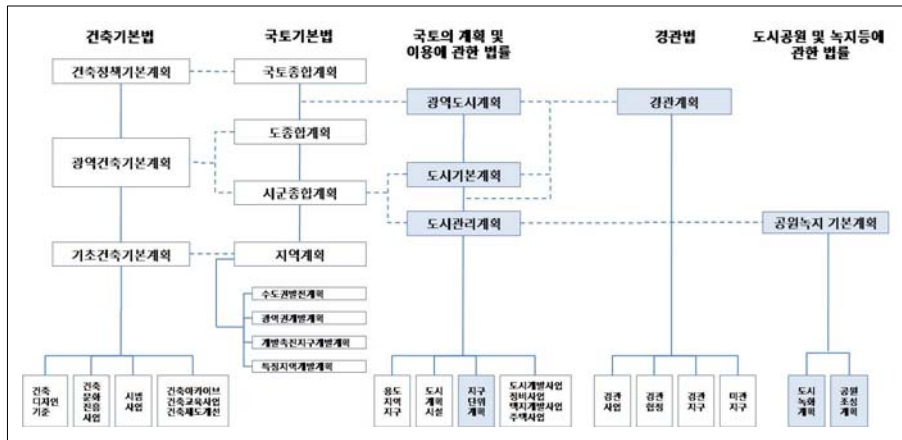 건축기본법
국토기본법
국토의 계획 및
이용에 관한 법률
경관법
도시공원 및 녹지등에
관한 법률
건축정책기본계획
국토종합계획
광역도시계획
경관계획
도종합계획
광역건축기본계획
도시기본계획
시군종합계획
도시관리계획
공원녹지 기본계획
기초건축기본계획
지역계획
수도권발전계획
광역권개발계획
개발촉진지구개발계획
특정지역개발계획
건축
디자인
기준
건축
문화
진흥
사업
시범
사업
건축아카이브
건축교육사업
건축제도개선
용도
지역
지구
도시
계획
시설
지구
단위
계획
도시개발사업
정비사업
택지개발사업
주택사업
경관
사업
경관
협정
경관
지구
미관
지구
도시
녹화
계획
공원
조성
계획